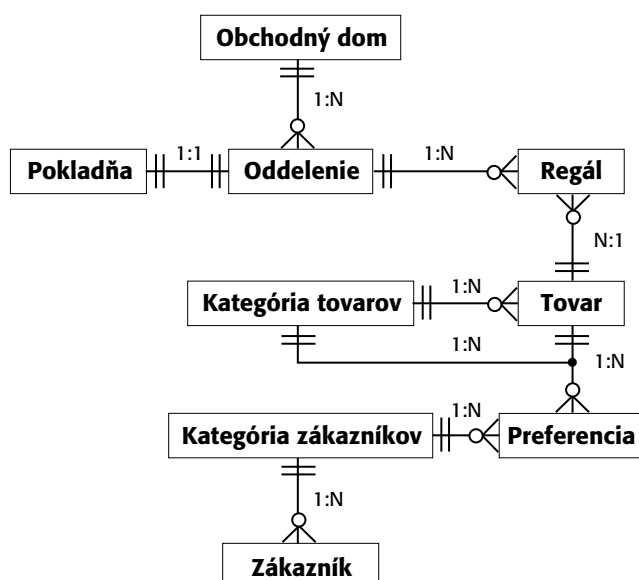 Obchodný dom
1:N
Pokladňa
1:1
Oddelenie
1:N
Regál
N:1
Kategória tovarov
1:N
Tovar
1:N
1:N
Kategória zákazníkov
1:N
Preferencia
1:N
Zákazník